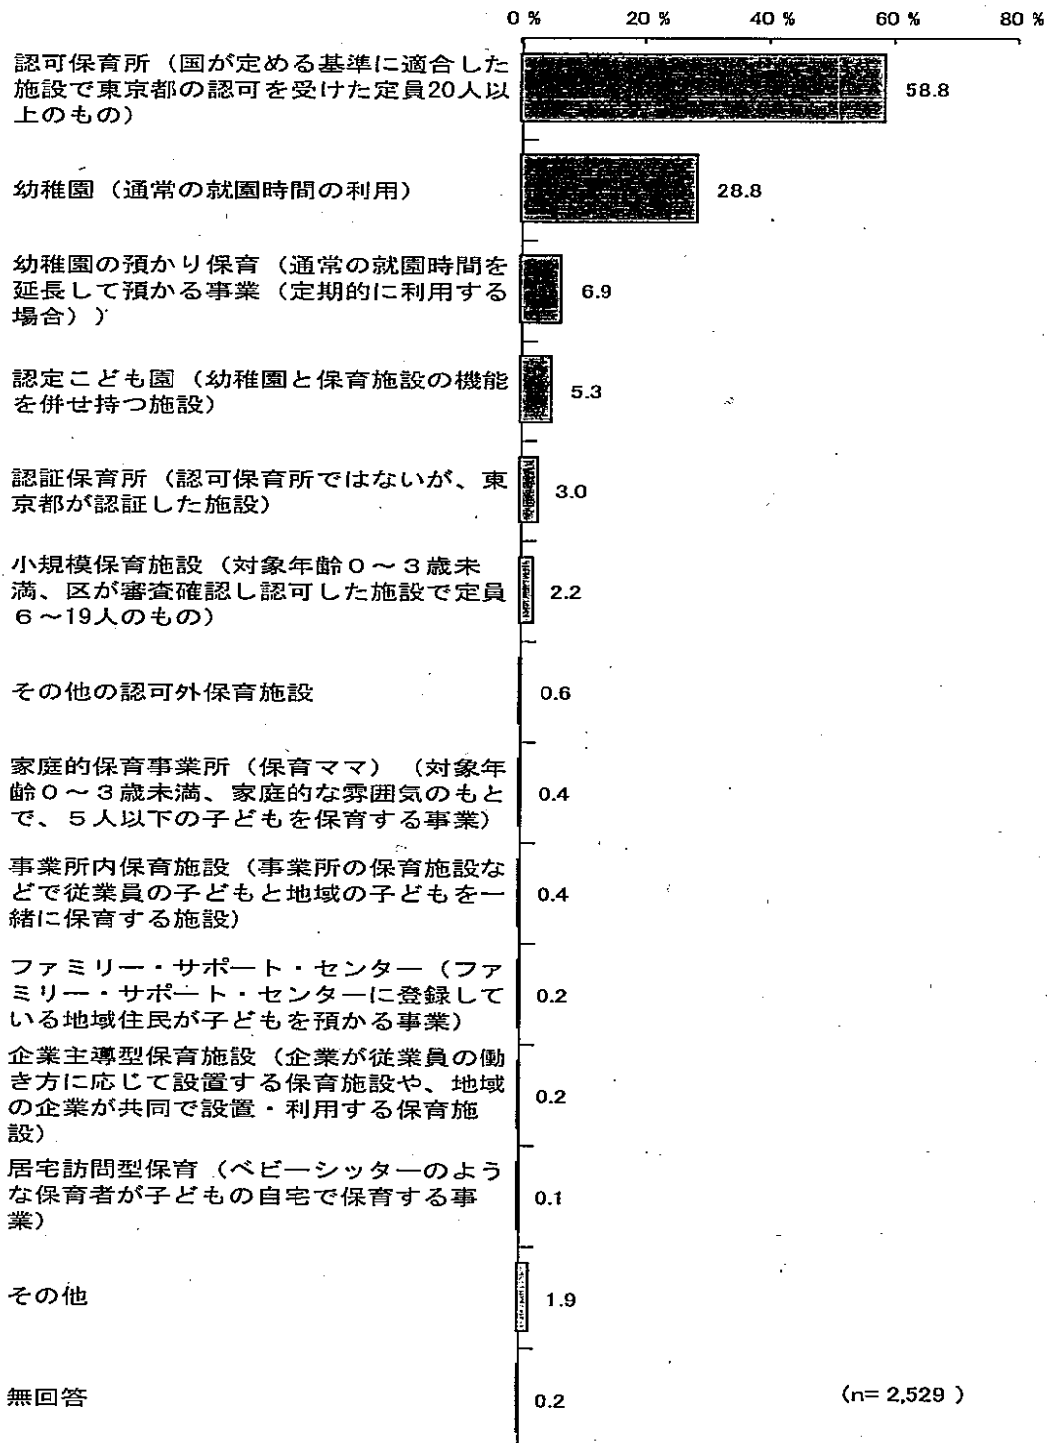 0 % 20 % 40 % 60 % 80 %
認可保育所（国が定める基準に適合した
施設で東京都の認可を受けた定員20人以
上のもの）
58.8
幼稚園（通常の就園時間の利用）
28.8
幼稚園の預かり保育（通常の就園時間を
延長して預かる事業（定期的に利用する
場合））
6.9
認定こども園（幼稚園と保育施設の機能
を併せ持つ施設）
5.3
認証保育所（認可保育所ではないが、東
京都が認証した施設）
3.0
小規模保育施設（対象年齢０～３歳未
満、区が審査確認し認可した施設で定員
６～19人のもの）
2.2
その他の認可外保育施設
0.6
家庭的保育事業所（保育ママ）（対象年
齢０～３歳未満、家庭的な雰囲気のもと
で、５人以下の子どもを保育する事業）
0.4
事業所内保育施設（事業所の保育施設な
どで従業員の子どもと地域の子どもを一
緒に保育する施設）
0.4
ファミリー・サポート・センター（ファ
ミリー・サポート・センターに登録して
いる地域住民が子どもを預かる事業）
0.2
企業主導型保育施設（企業が従業員の働
き方に応じて設置する保育施設や、地域
の企業が共同で設置・利用する保育施
設）
0.2
居宅訪問型保育（ベビーシッターのよう
な保育者が子どもの自宅で保育する事
業）
0.1
その他
1.9
無回答
0.2
(n= 2,529 )